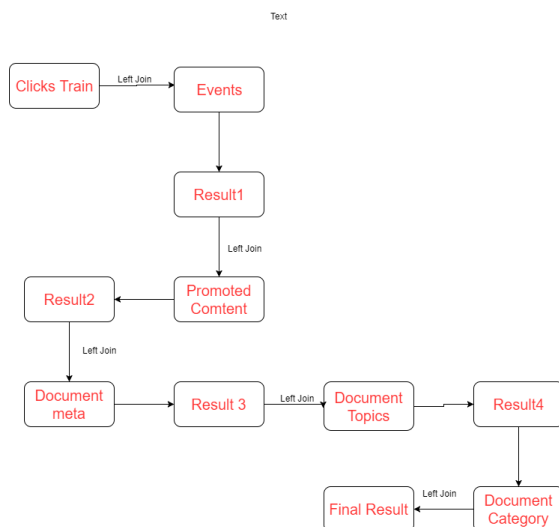 Text
Clicks Train
Left Join
Events
Result1
Left Join
Promoted
Comtent
Result2
Left Join
Document
meta
Result 3
Left Join
Document
Topics
Result4
Document
Category
Left Join
Final Result